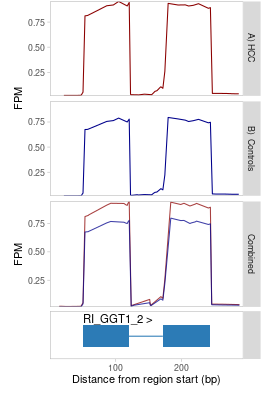 FPM
0.75
0.50
0.25
A) HCC
0.75
0.50
0.25
B) Controls
FPM
0.75
0.50
0.25
Combined
RI_GGT1_2 >
100
200
Distance from region start (bp)